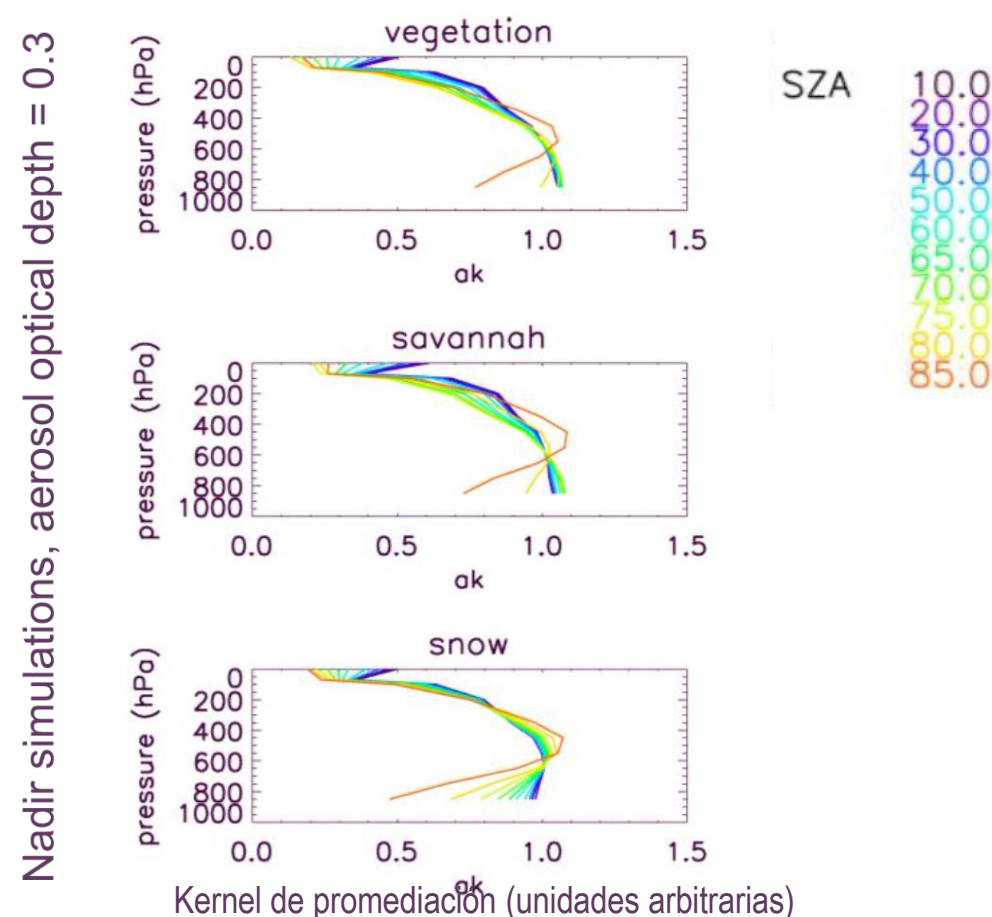 Nadir simulations, aerosol optical depth = 0.3
vegetation
pressure (hPa)
0
200
400
600
800
1000
0.0 0.5 1.0 1.5
ak
savannah
pressure (hPa)
0
200
400
600
800
1000
0.0 0.5 1.0 1.5
ak
snow
pressure (hPa)
0
200
400
600
800
1000
0.0 0.5 1.0 1.5
ak
Kernel de promediación (unidades arbitrarias)
SZA
10.0
20.0
30.0
40.0
50.0
60.0
65.0
70.0
75.0
80.0
85.0